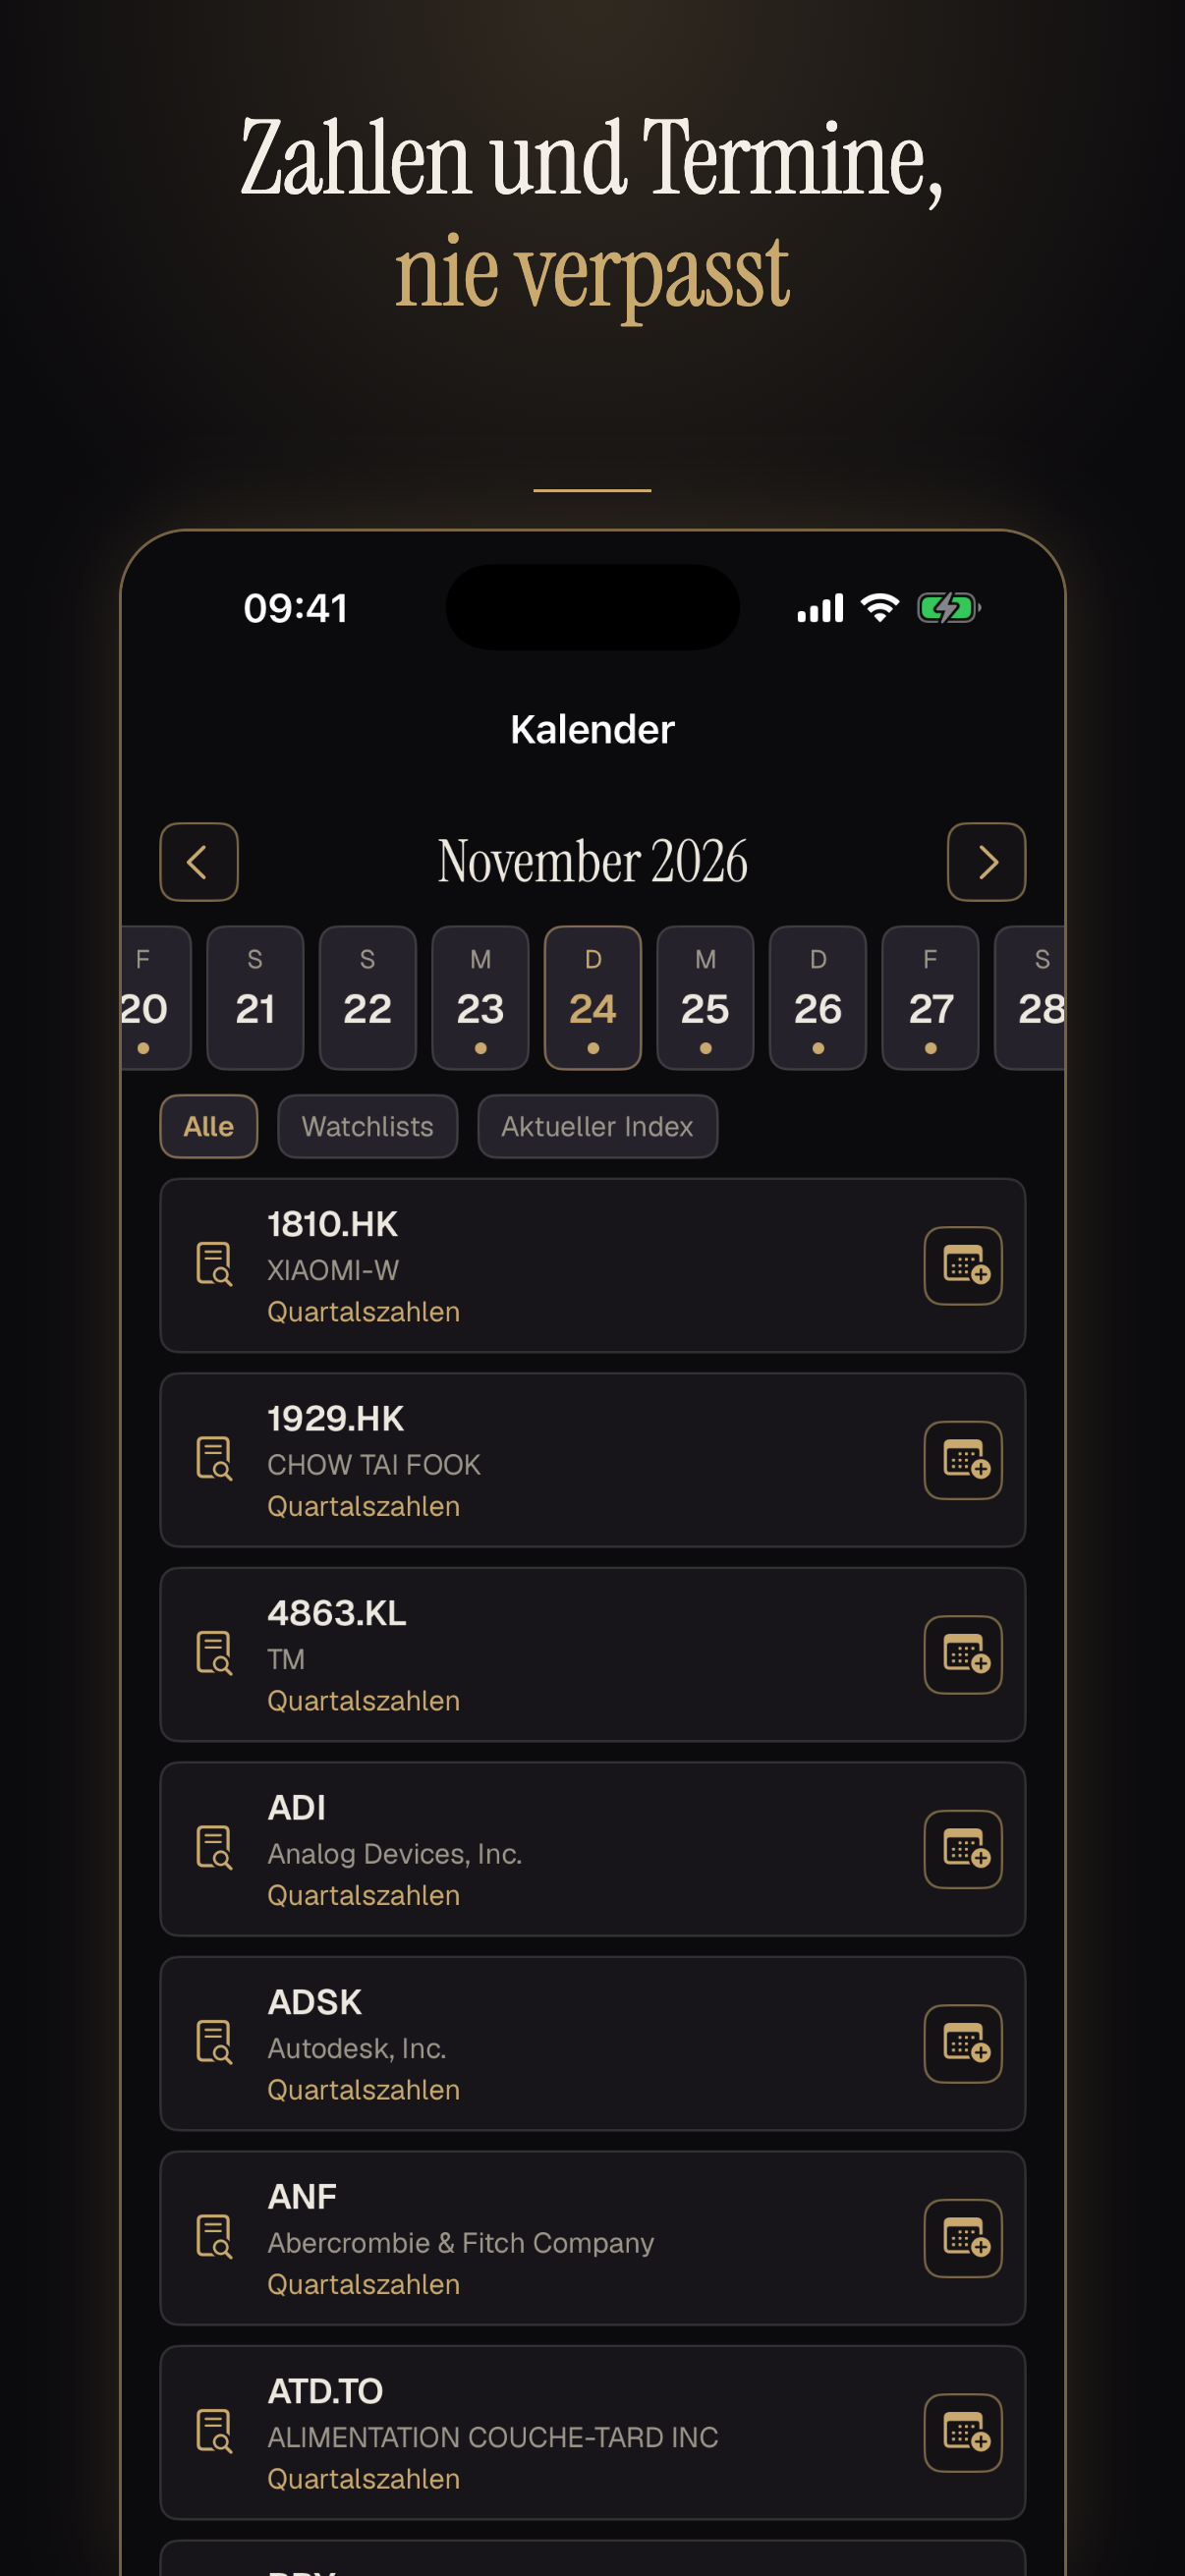 Zahlen und Termine,
nie verpasst
09:41
Kalender
November 2026
F S S M D M D F S
20 21 22 23 24 25 26 27 28
Alle Watchlists Aktueller Index
1810.HK
XIAOMI-W
Quartalszahlen
1929.HK
CHOW TAI FOOK
Quartalszahlen
4863.KL
TM
Quartalszahlen
ADI
Analog Devices, Inc.
Quartalszahlen
ADSK
Autodesk, Inc.
Quartalszahlen
ANF
Abercrombie & Fitch Company
Quartalszahlen
ATD.TO
ALIMENTATION COUCHE-TARD INC
Quartalszahlen